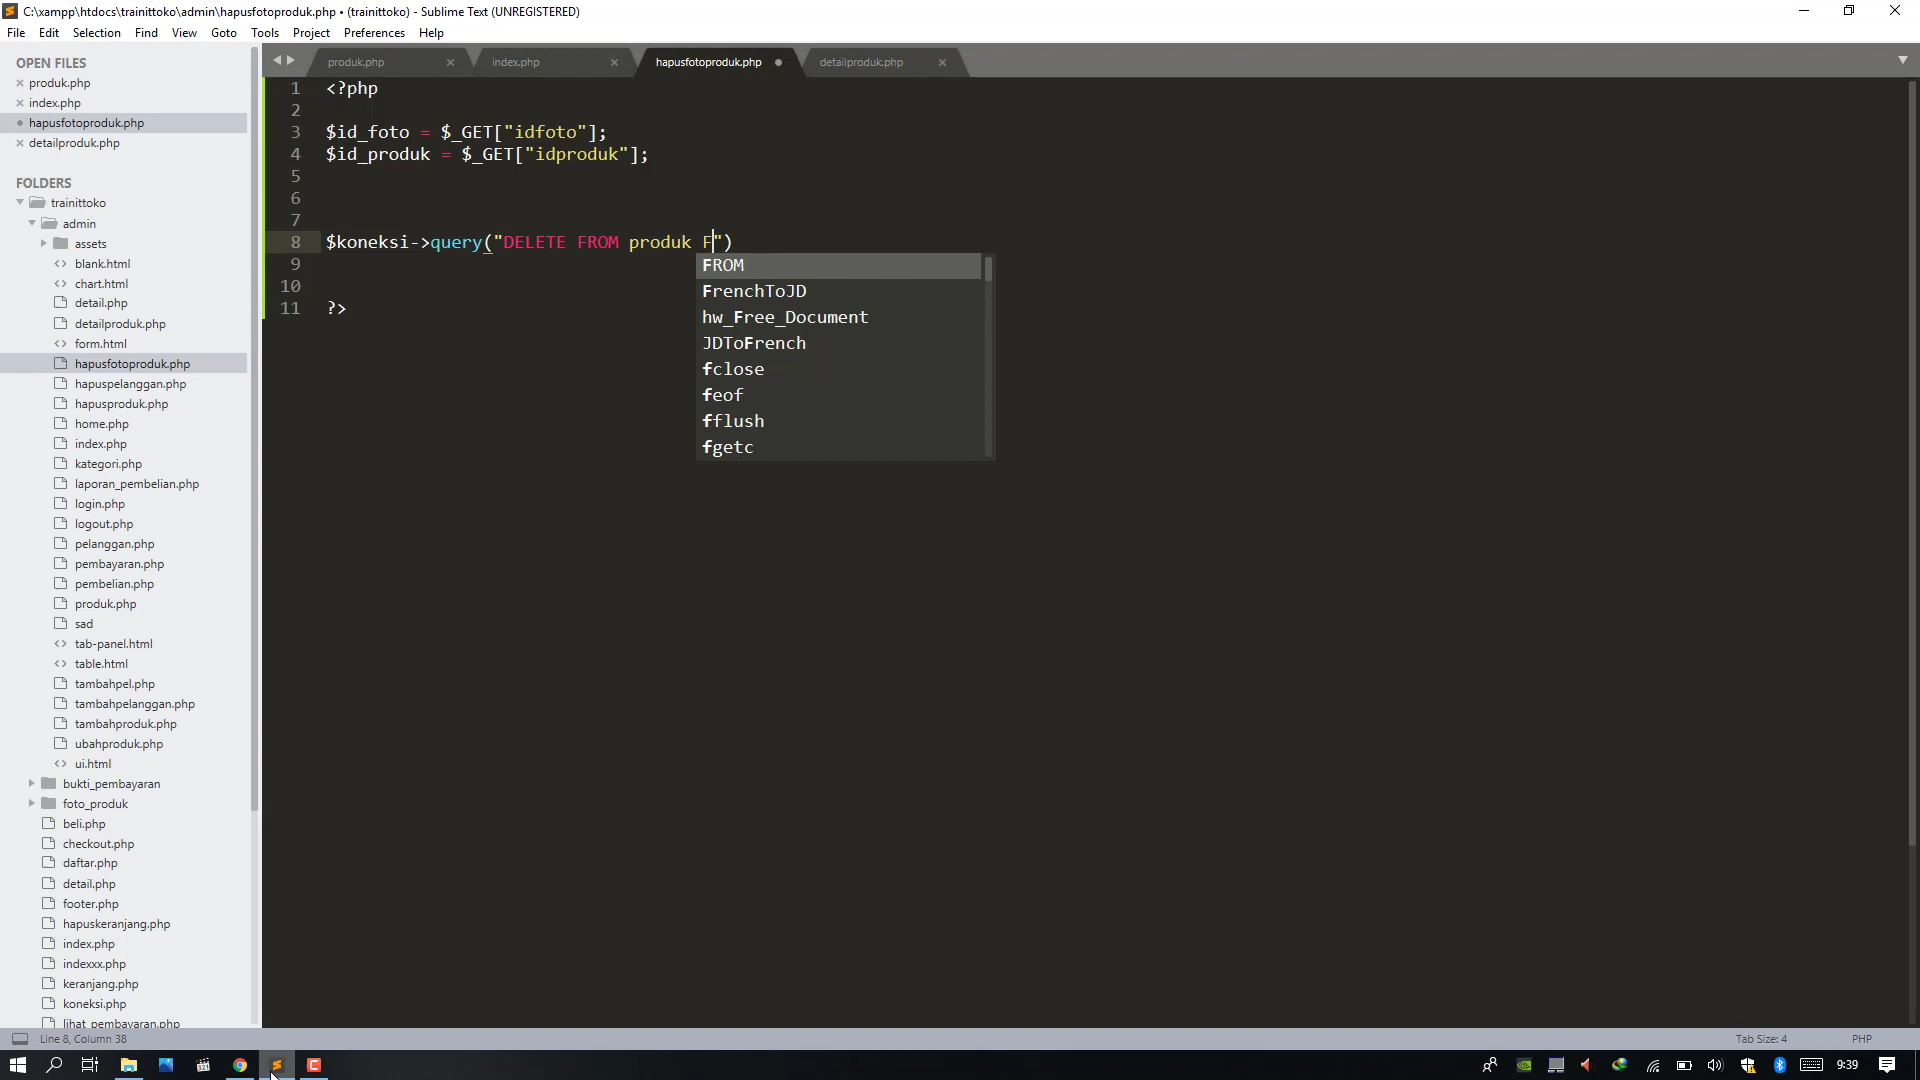 C:\xampp\htdocs\trainittoko\admin\hapusfotoproduk.php • (trainittoko) - Sublime Text (UNREGISTERED)
File Edit Selection Find View Goto Tools Project Preferences Help
OPEN FILES
produk.php
index.php
hapusfotoproduk.php
detailproduk.php
FOLDERS
trainittoko
admin
assets
blank.html
chart.html
detail.php
detailproduk.php
form.html
hapusfotoproduk.php
hapuspelanggan.php
hapusproduk.php
home.php
index.php
kategori.php
laporan_pembelian.php
login.php
logout.php
pelanggan.php
pembayaran.php
pembelian.php
produk.php
sad
tab-panel.html
table.html
tambahpel.php
tambahpelanggan.php
tambahproduk.php
ubahproduk.php
ui.html
bukti_pembayaran
foto_produk
beli.php
checkout.php
daftar.php
detail.php
footer.php
hapuskeranjang.php
index.php
indexxx.php
keranjang.php
koneksi.php
lihat_pembayaran.php
produk.php index.php hapusfotoproduk.php detailproduk.php
1 <?php
2
3 $id_foto = $_GET["idfoto"];
4 $id_produk = $_GET["idproduk"];
5
6
7
8 $koneksi->query("DELETE FROM produk F")
9
10
11 ?>
FROM
FrenchToJD
hw_Free_Document
JDToFrench
fclose
feof
fflush
fgetc
Line 8, Column 38 Tab Size: 4 PHP
321
9:39